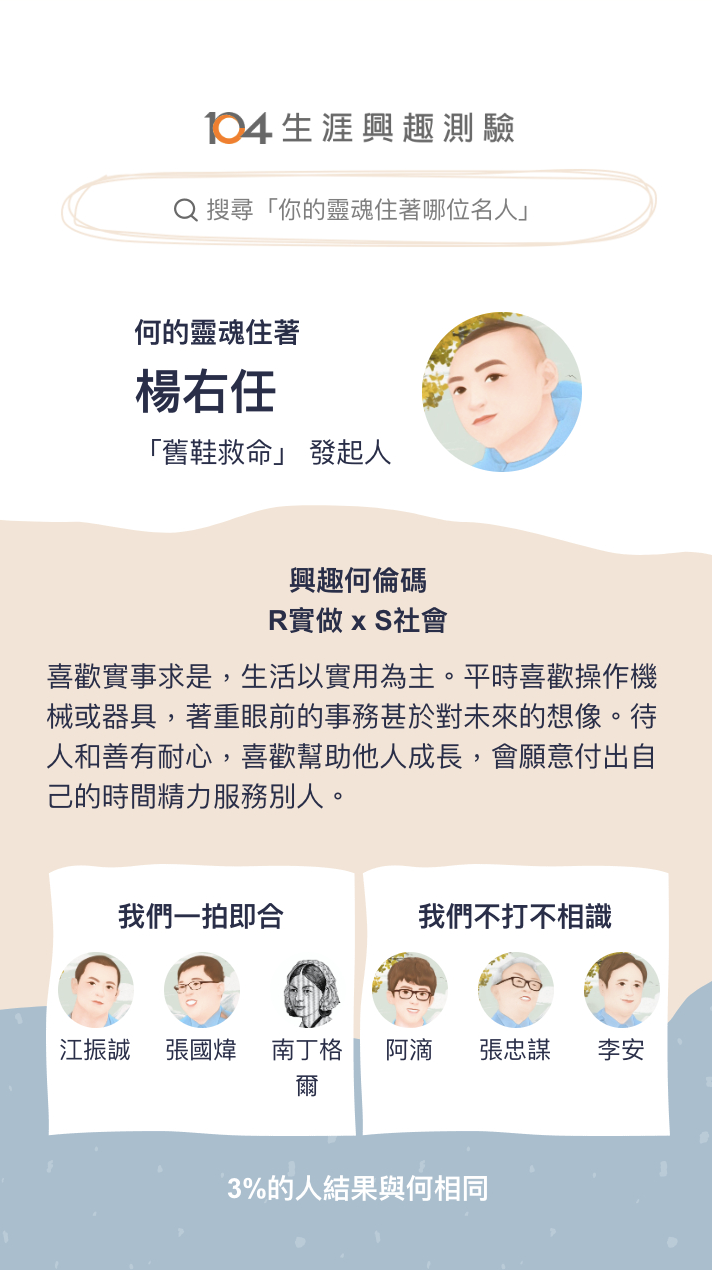 104 生涯興趣測驗
搜尋「你的靈魂住著哪位名人」
何的靈魂住著
楊右任
「舊鞋救命」 發起人
興趣何倫碼
R實做 x S社會
喜歡實事求是，生活以實用為主。平時喜歡操作機
械或器具，著重眼前的事務甚於對未來的想像。待
人和善有耐心，喜歡幫助他人成長，會願意付出自
己的時間精力服務別人。
我們一拍即合
江振誠 張國煒 南丁格
爾
我們不打不相識
阿滴 張忠謀 李安
3%的人結果與何相同